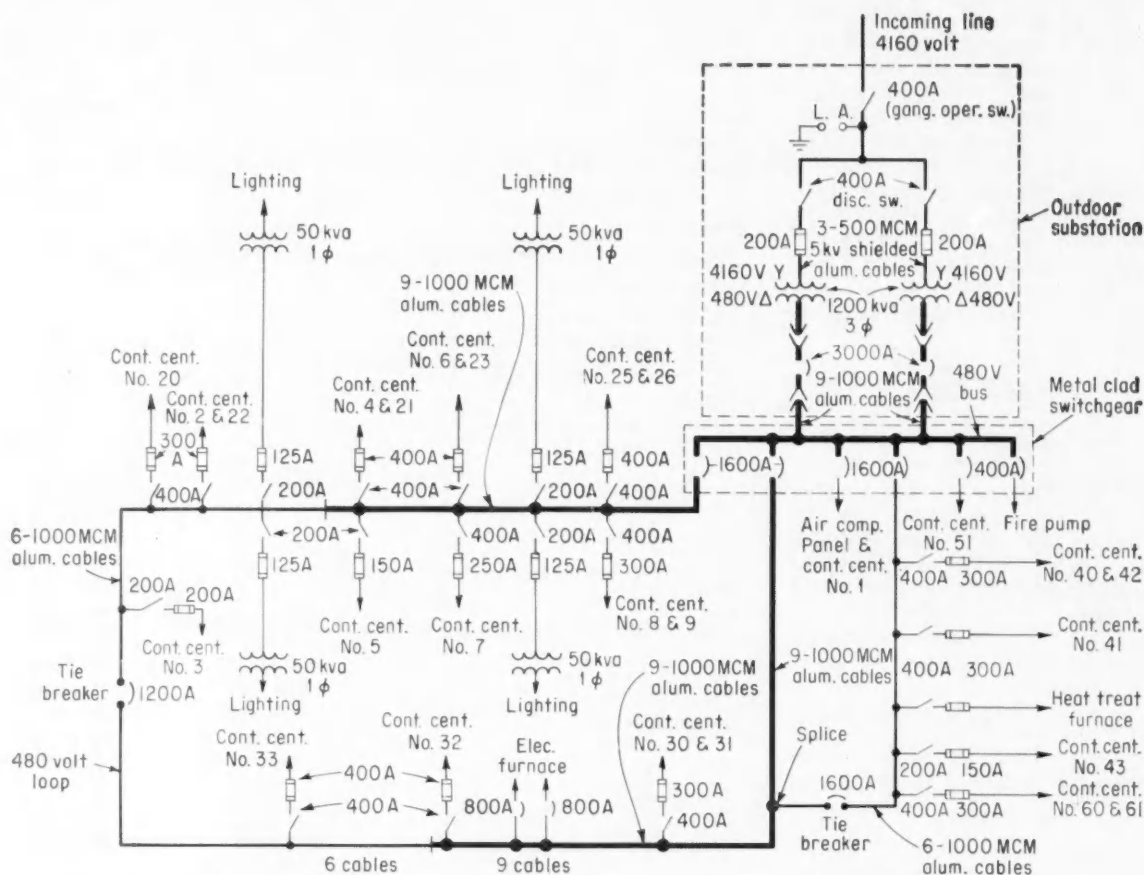 Incoming line
4160 volt
400A
(gang. oper. sw.)
L. A.
400A
disc. sw.
Outdoor
substation
200A
3-500 MCM
5kv shielded
alum. cables
200A
4160V Y
Y 4160V
480V Δ
1200 kva
3 ϕ
Δ 480V
3000A
9-1000 MCM
alum. cables
480V
bus
Metal clad
switchgear
Lighting
50 kva
1 ϕ
Lighting
50 kva
1 ϕ
9-1000 MCM
alum. cables
Cont. cent.
No. 20
Cont. cent.
No. 2 & 22
Cont. cent.
No. 4 & 21
Cont. cent.
No. 6 & 23
Cont. cent.
No. 25 & 26
300
A
125A
400A
125A
400A
400A
200A
400A
200A
400A
1600A
1600A
400A
6-1000 MCM
alum. cables
200A
400A
200A
400A
125A
150A
250A
125A
300A
200A
200A
Cont. cent.
No. 3
Cont. cent.
No. 5
Cont. cent.
No. 7
Cont. cent.
No. 8 & 9
Air comp.
Panel &
cont. cent.
No. 1
Cont. cent.
No. 51
Fire pump
400A
300A
Cont. cent.
No. 40 & 42
400A
300A
Cont. cent.
No. 41
Heat treat
furnace
200A
150A
Cont. cent.
No. 43
400A
300A
Cont. cent.
No. 60 & 61
Tie
breaker
1200A
50 kva
1 ϕ
Lighting
50 kva
1 ϕ
Lighting
9-1000 MCM
alum. cables
9-1000 MCM
alum. cables
Splice
480 volt
loop
Cont. cent.
No. 33
Cont. cent.
No. 32
Elec.
furnace
Cont. cent.
No. 30 & 31
400A
400A
800A
800A
300A
400A
1600A
Tie
breaker
6-1000 MCM
alum. cables
6 cables
9 cables